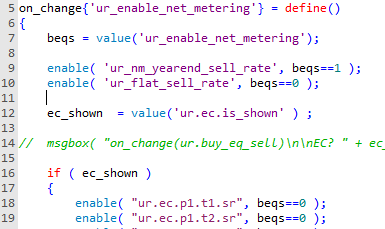 5 on_change{'ur_enable_net_metering'} = define()
6 {
7 beqs = value('ur_enable_net_metering');
8
9 enable( 'ur_nm_yearend_sell_rate', beqs==1 );
10 enable( 'ur_flat_sell_rate', beqs==0 );
11
12 ec_shown  = value('ur.ec.is_shown' ) ;
13
14 //  msgbox( "on_change(ur.buy_eq_sell)\n\nEC? " + ec_
15
16 if ( ec_shown )
17 {
18 enable( "ur.ec.p1.t1.sr", beqs==0 );
19 enable( "ur.ec.p1.t2.sr", beqs==0 );